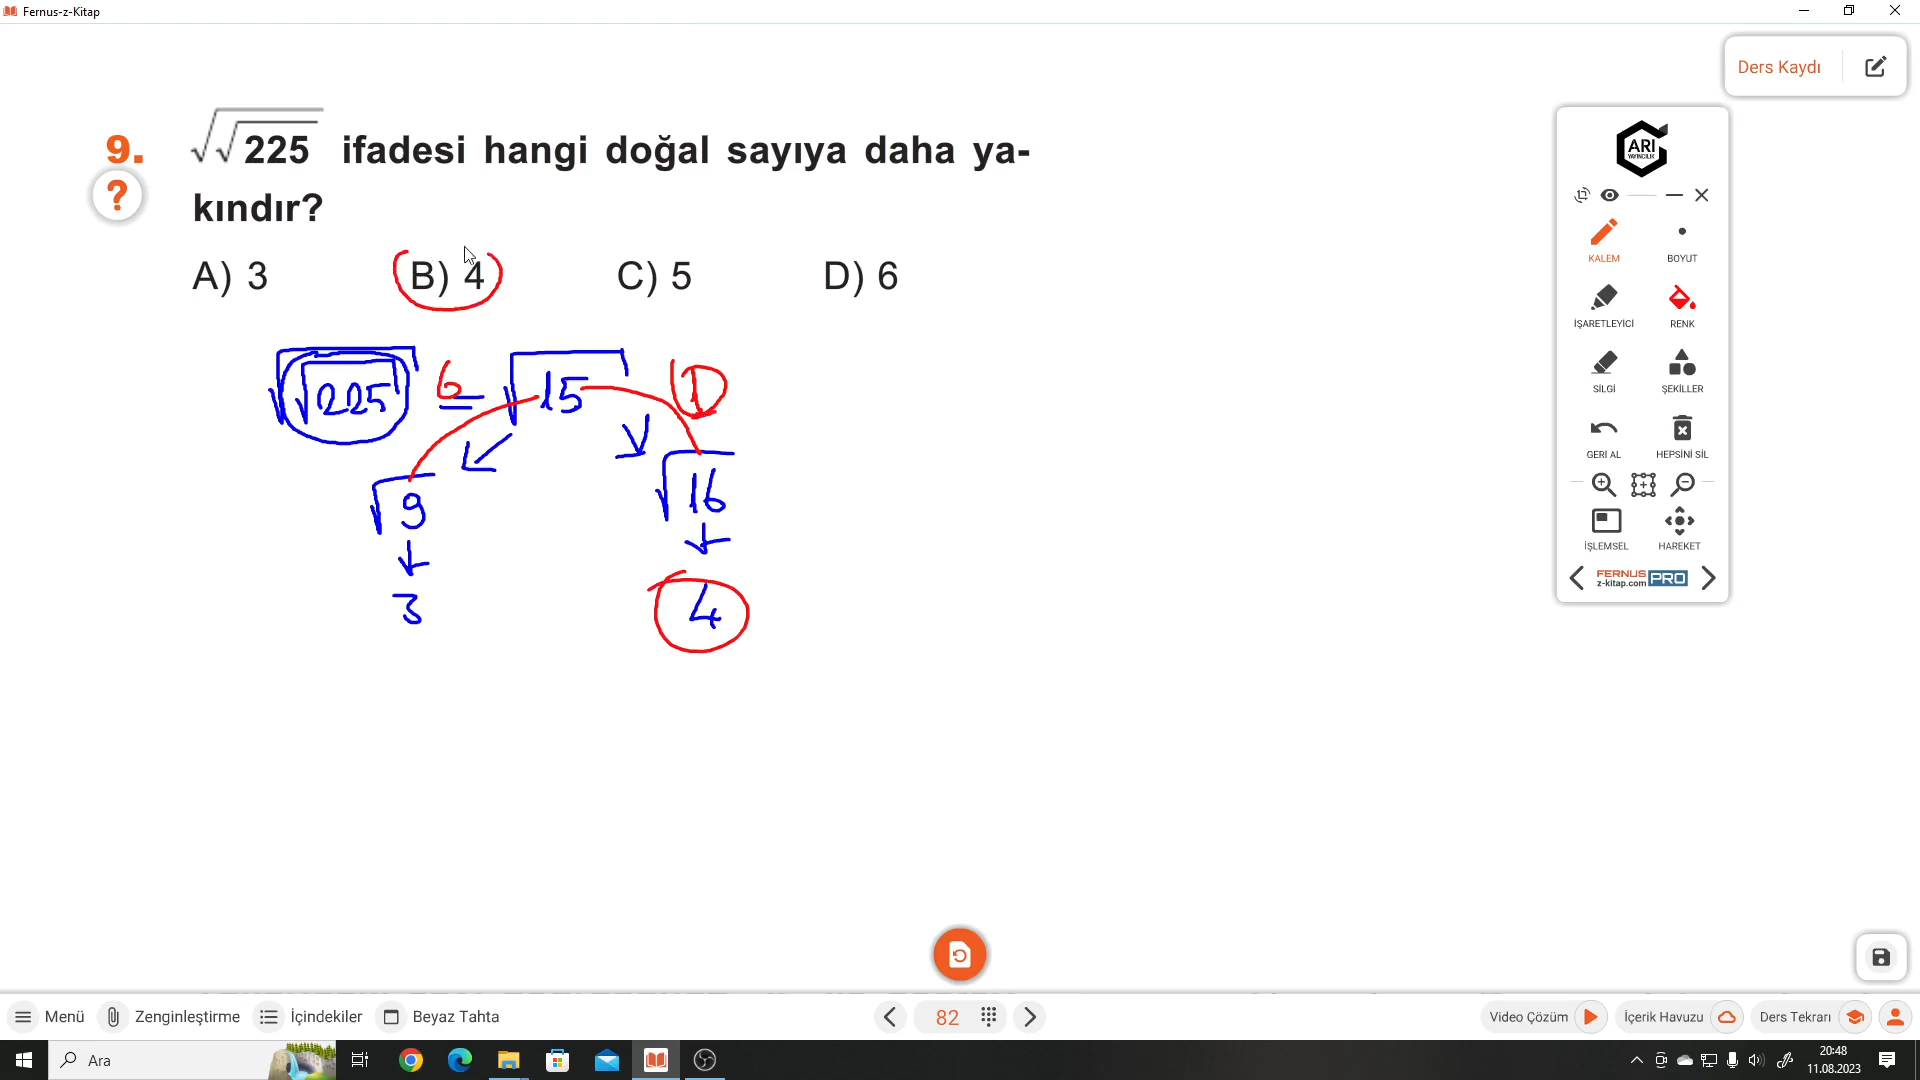 Fernus-z-Kitap
Ders Kaydı
9. √√225 ifadesi hangi doğal sayıya daha ya-
? kındır?
A) 3 B) 4 C) 5 D) 6
√√225 = √15
6 1
√9 √16
3 4
ARI
YAYINCILIK
KALEM BOYUT
İŞARETLEYİCİ RENK
SİLGİ ŞEKİLLER
GERİ AL HEPSİNİ SİL
İŞLEMSEL HAREKET
FERNUS PRO
z-kitap.com
Menü Zenginleştirme İçindekiler Beyaz Tahta 82 Video Çözüm İçerik Havuzu Ders Tekrarı
Ara
20:48
11.08.2023